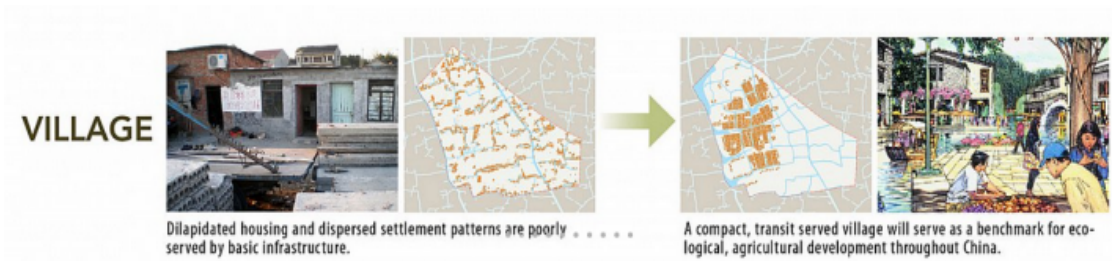 VILLAGE
Dilapidated housing and dispersed settlement patterns are poorly
served by basic infrastructure.
A compact, transit served village will serve as a benchmark for eco-
logical, agricultural development throughout China.